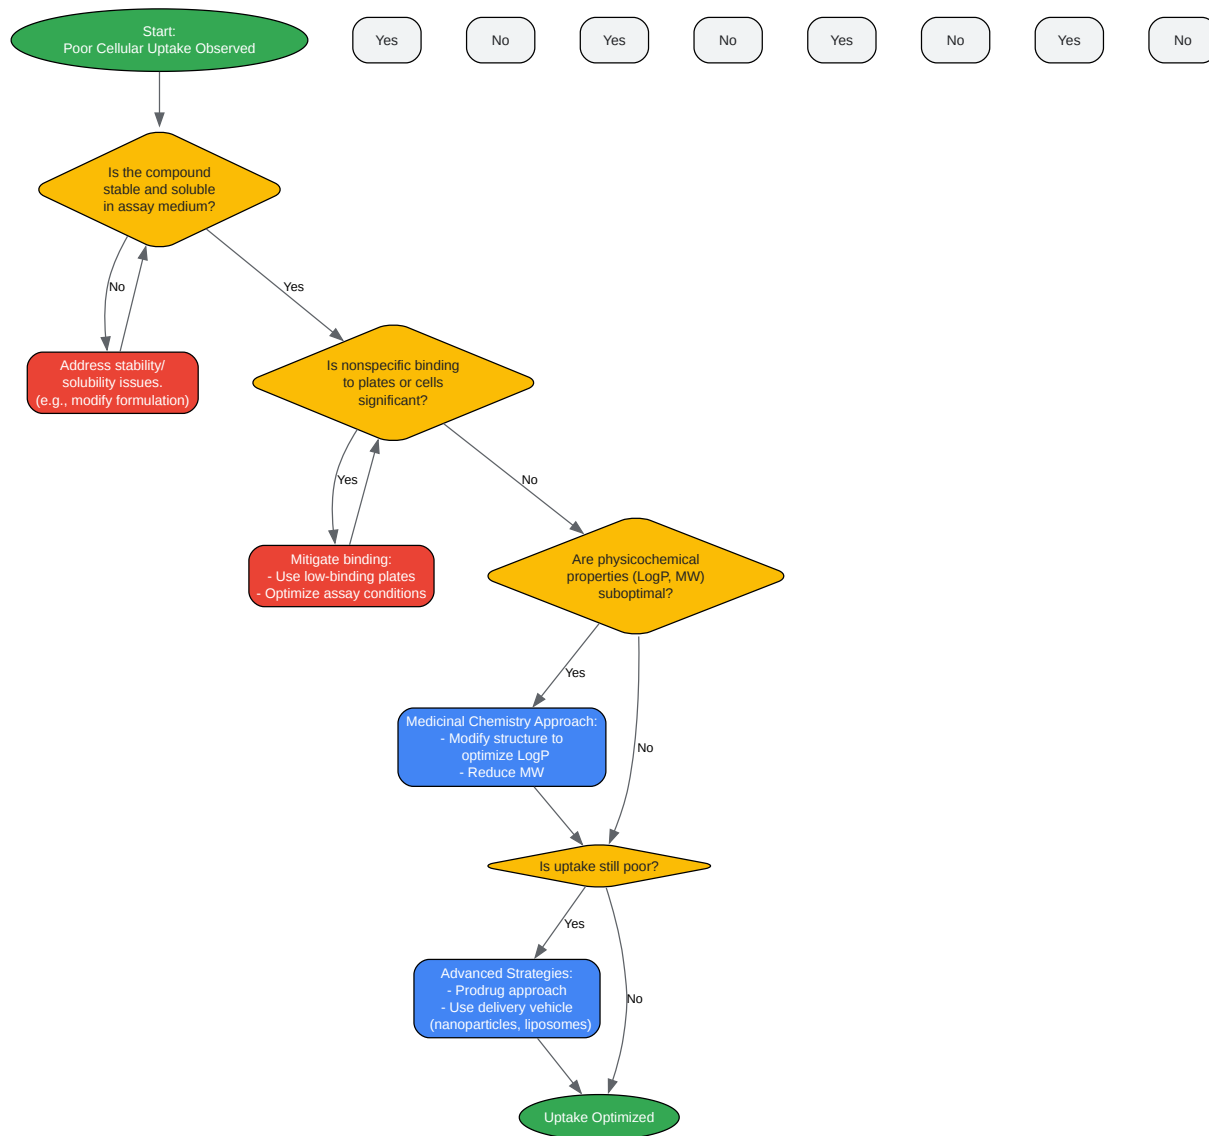 Start:
Poor Cellular Uptake Observed
Yes
No
Yes
No
Yes
No
Yes
No
Is the compound
stable and soluble
in assay medium?
No
Yes
Address stability/
solubility issues.
(e.g., modify formulation)
Is nonspecific binding
to plates or cells
significant?
Yes
No
Mitigate binding:
- Use low-binding plates
- Optimize assay conditions
Are physicochemical
properties (LogP, MW)
suboptimal?
Yes
No
Medicinal Chemistry Approach:
- Modify structure to
optimize LogP
- Reduce MW
Is uptake still poor?
Yes
No
Advanced Strategies:
- Prodrug approach
- Use delivery vehicle
(nanoparticles, liposomes)
Uptake Optimized